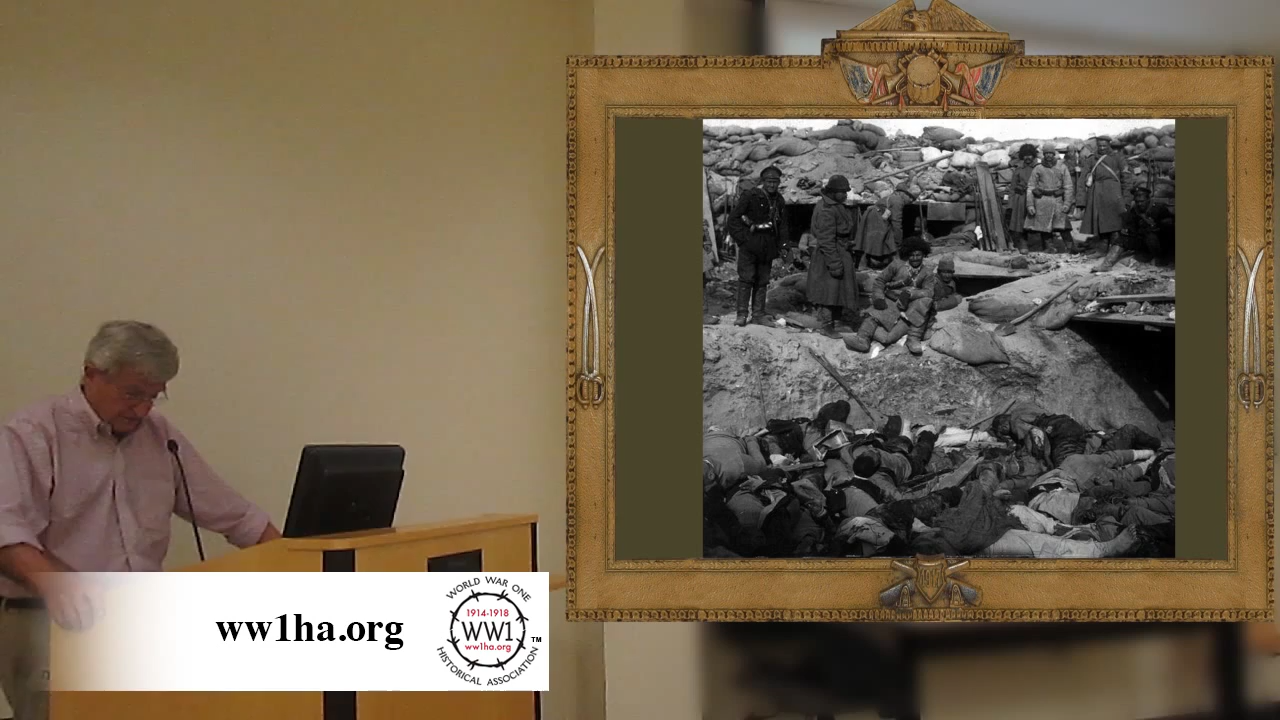 ww1ha.org
WORLD WAR ONE
1914-1918
WW1
ww1ha.org
HISTORICAL ASSOCIATION
TM